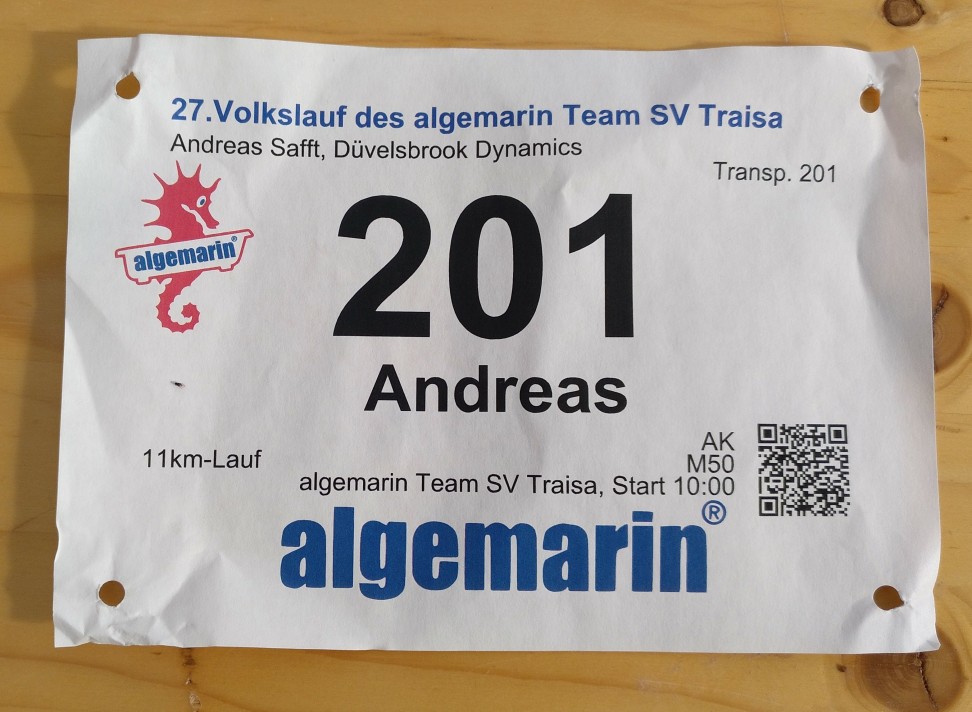 27.Volkslauf des algemarin Team SV Traisa
Andreas Safft, Düvelsbrook Dynamics
Transp. 201
algemarin®
201
Andreas
11km-Lauf
AK
M50
algemarin Team SV Traisa, Start 10:00
algemarin®